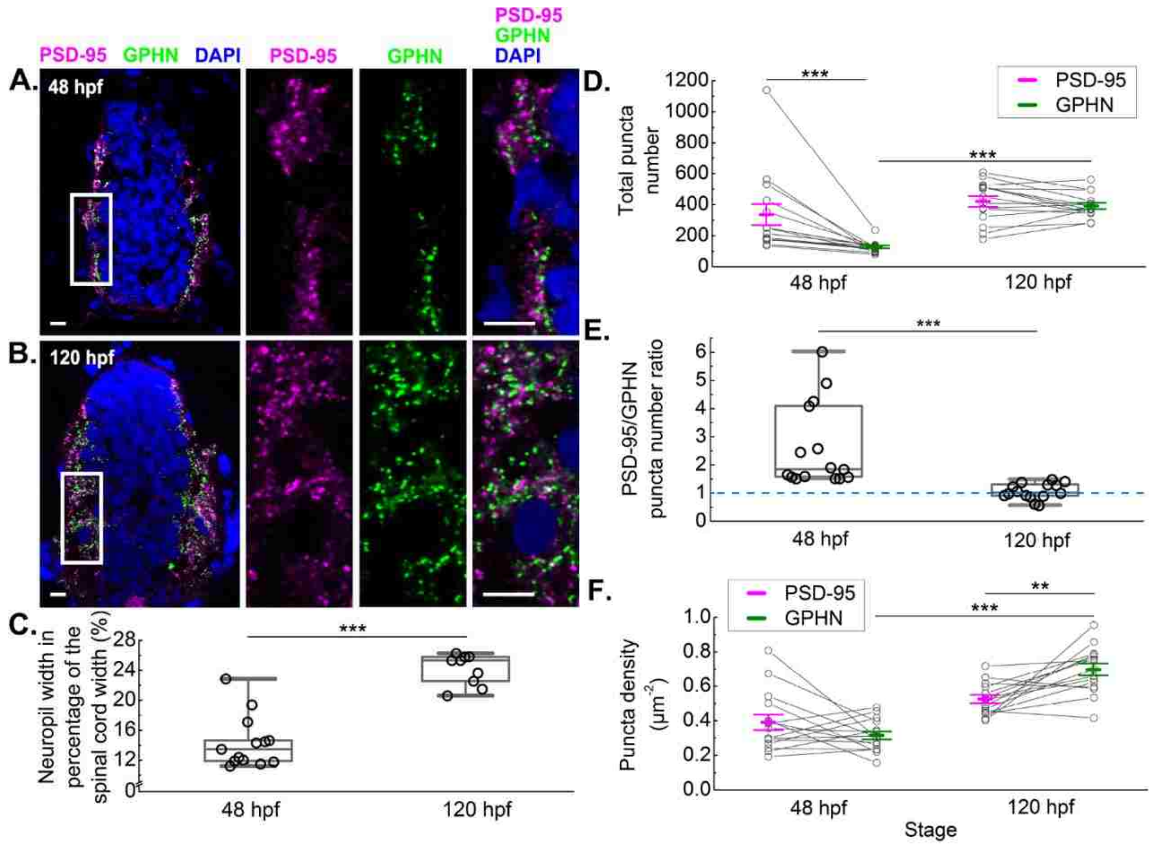 PSD-95 GPHN DAPI
PSD-95
GPHN
PSD-95
GPHN
DAPI
A.
48 hpf
B.
120 hpf
C.
Neuropil width in
percentage of the
spinal cord width (%)
28
24
20
16
12
0
***
48 hpf
120 hpf
D.
Total puncta
number
1200
1000
800
600
400
200
0
***
***
PSD-95
GPHN
48 hpf
120 hpf
E.
PSD-95/GPHN
puncta number ratio
6
5
4
3
2
1
0
***
48 hpf
120 hpf
F.
PSD-95
GPHN
**
***
Puncta density
(µm⁻²)
1.0
0.8
0.6
0.4
0.2
0.0
48 hpf
120 hpf
Stage